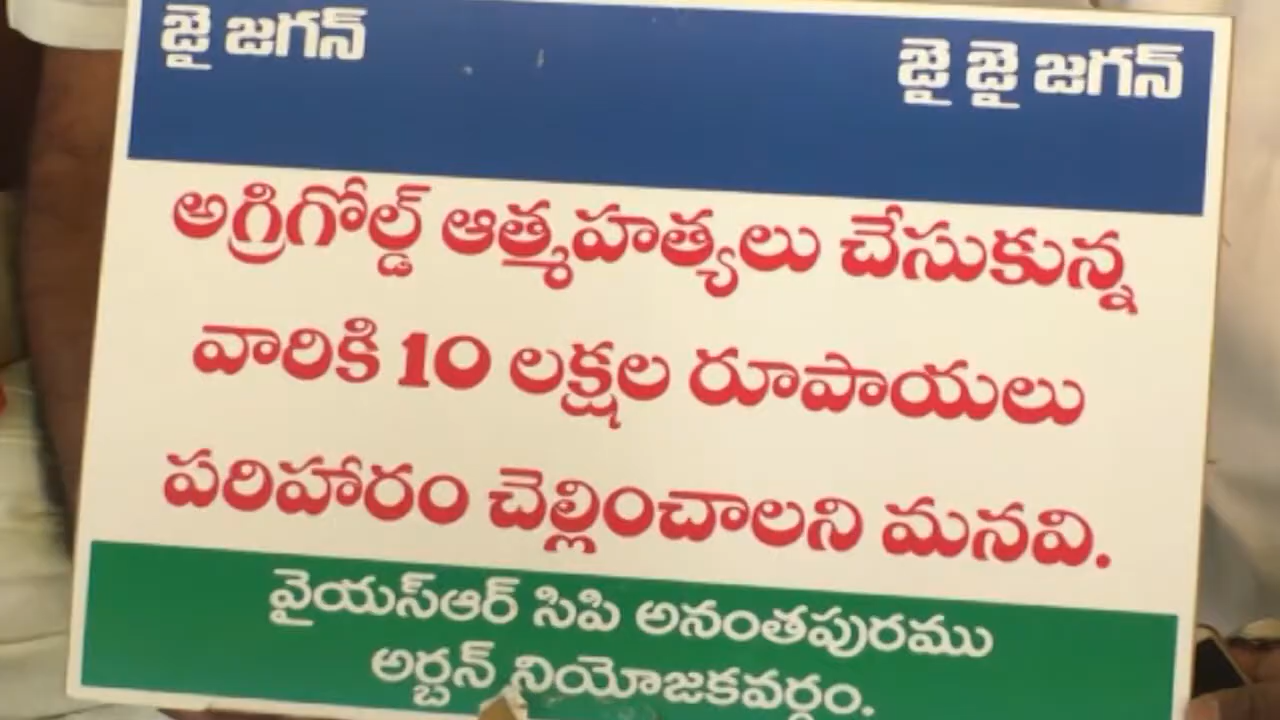 జై జగన్
జై జై జగన్
అగ్రిగోల్డ్ ఆత్మహత్యలు చేసుకున్న
వారికి 10 లక్షల రూపాయలు
పరిహారం చెల్లించాలని మనవి.
వైయస్ఆర్ సిపి అనంతపురము
అర్బన్ నియోజకవర్గం.